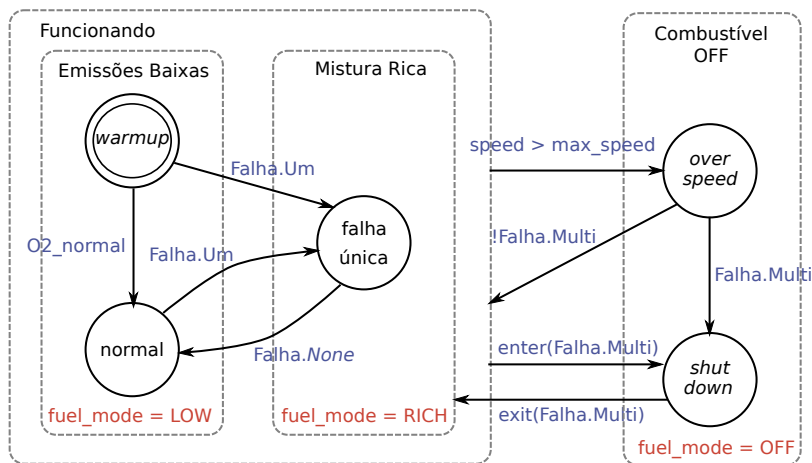 Funcionando
Emissões Baixas
Mistura Rica
Combustível
OFF
warmup
Falha.Um
speed > max_speed
over
speed
O2_normal
Falha.Um
falha
única
!Falha.Multi
Falha.Multi
normal
Falha.None
enter(Falha.Multi)
shut
down
exit(Falha.Multi)
fuel_mode = LOW
fuel_mode = RICH
fuel_mode = OFF